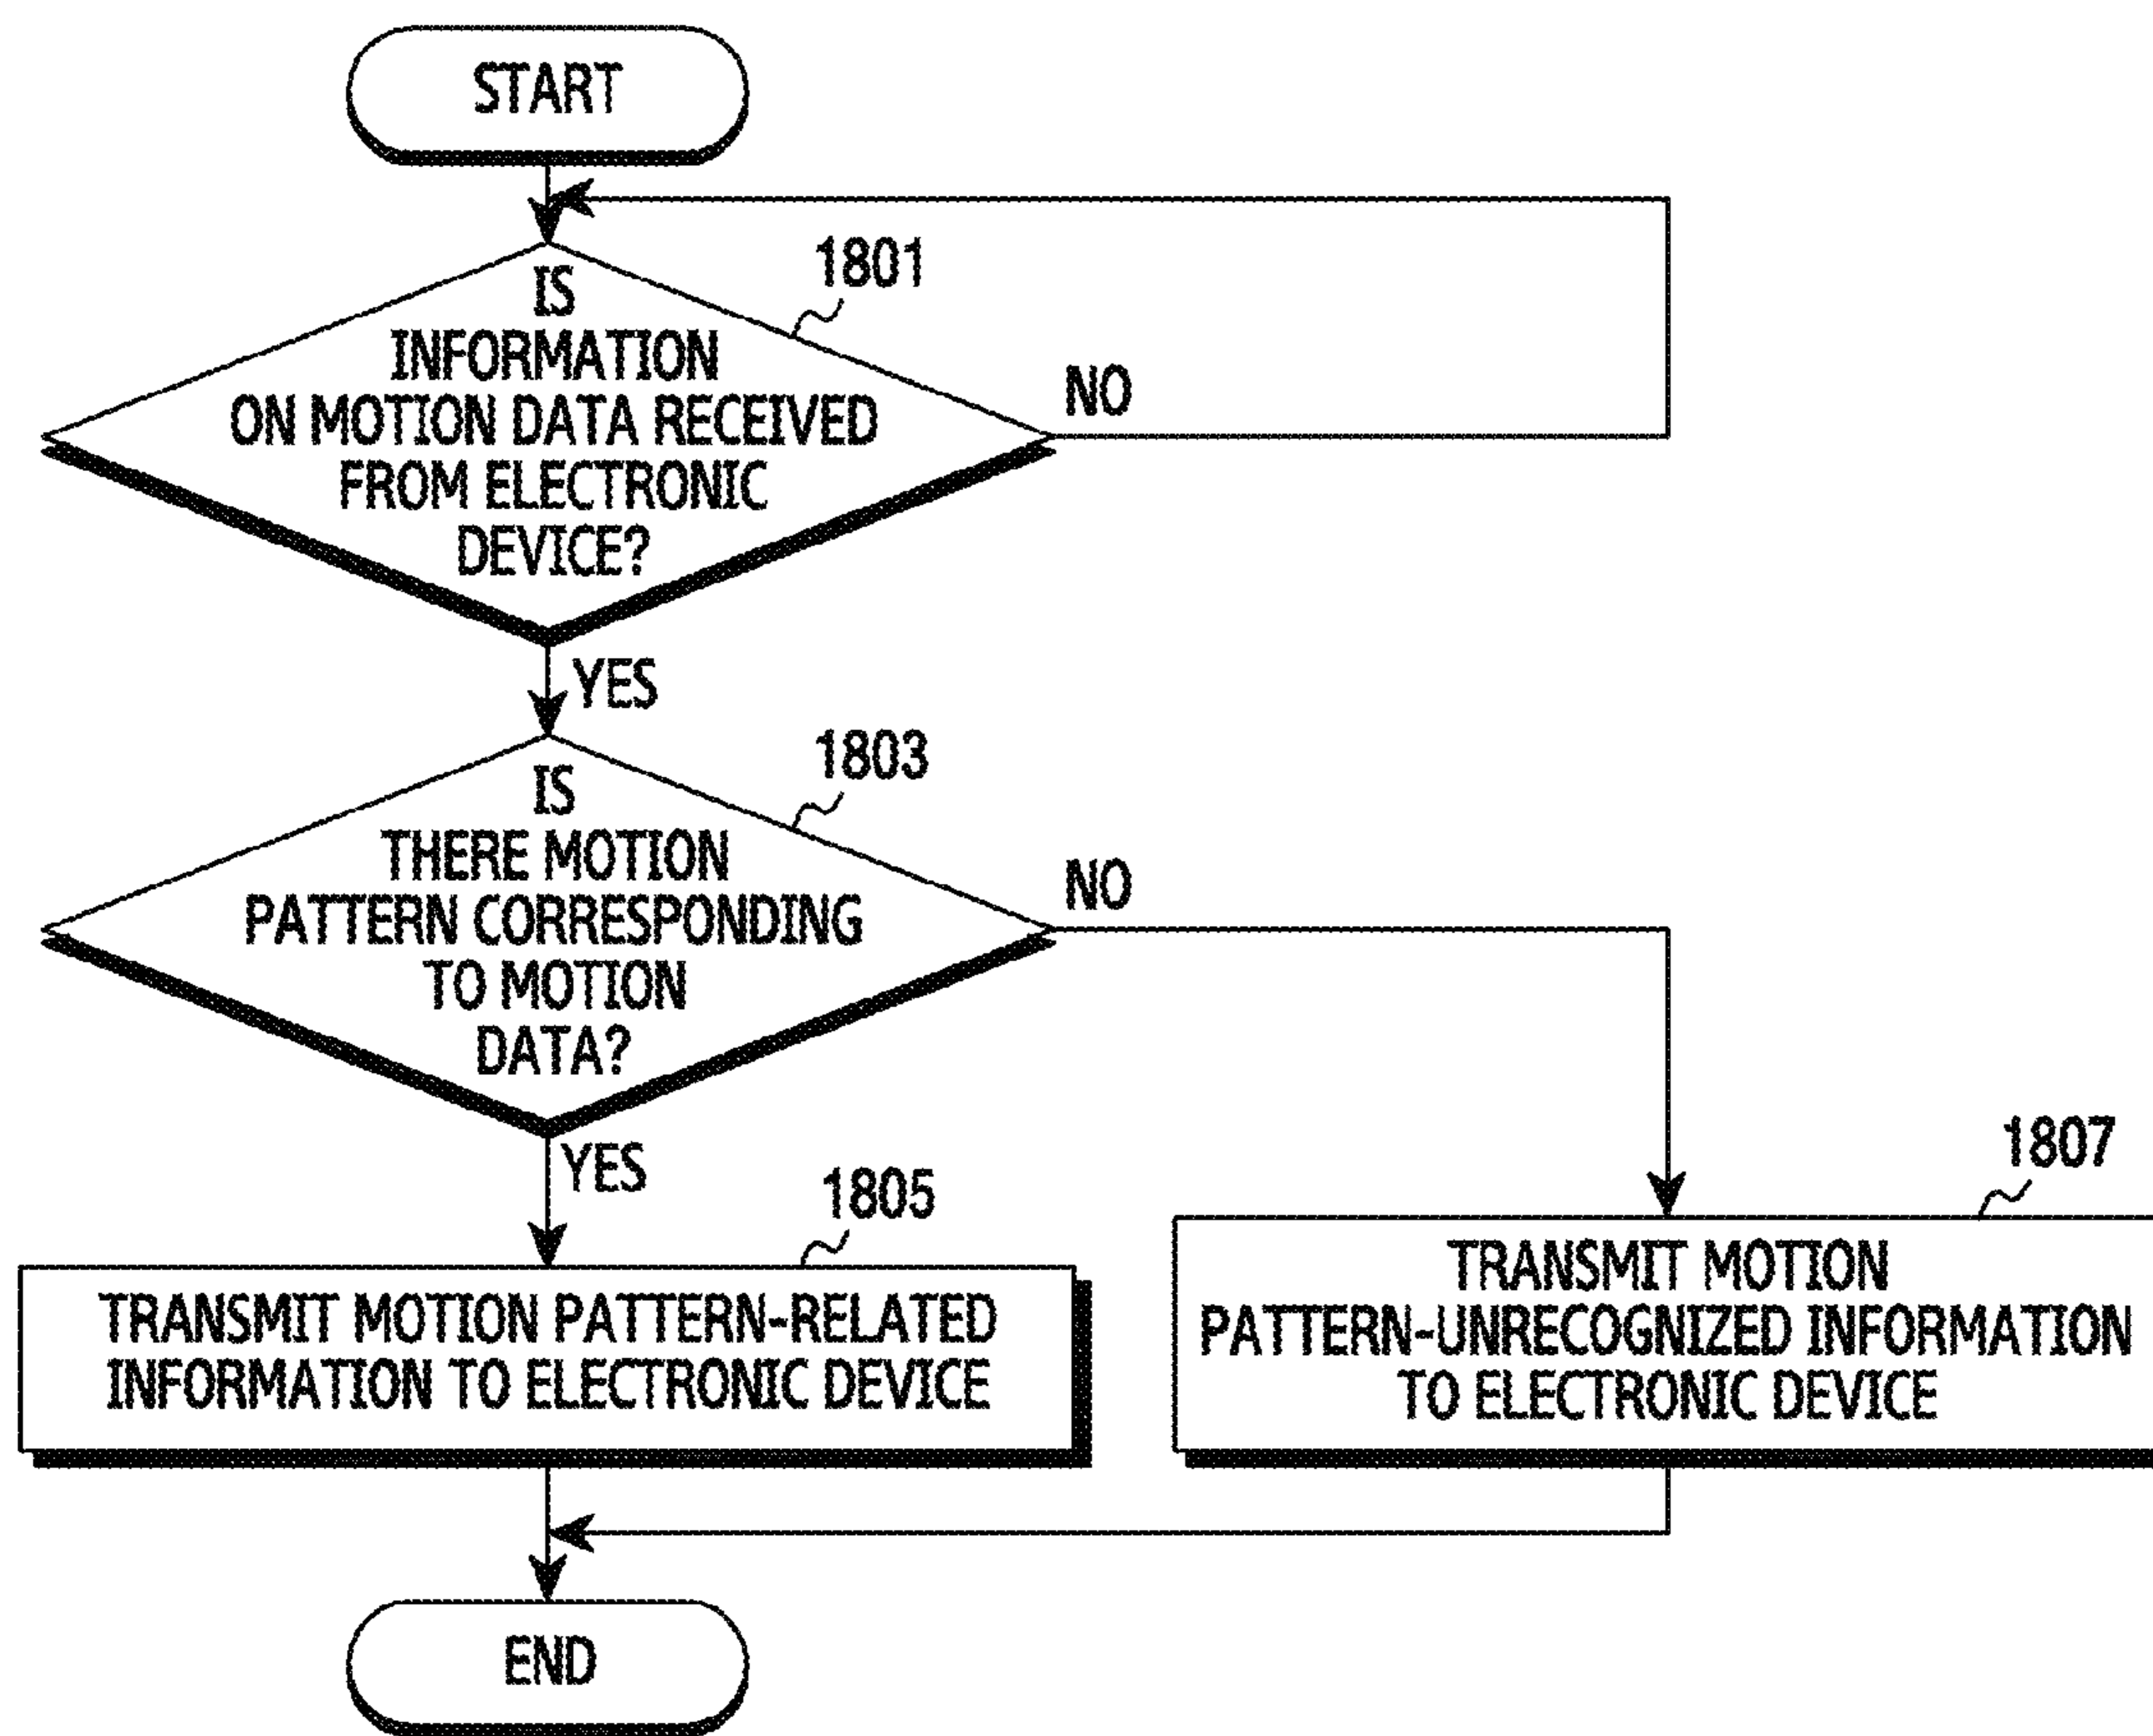 START
1801
IS
INFORMATION
ON MOTION DATA RECEIVED
FROM ELECTRONIC
DEVICE?
NO
YES
1803
IS
THERE MOTION
PATTERN CORRESPONDING
TO MOTION
DATA?
NO
YES
1805
TRANSMIT MOTION PATTERN-RELATED
INFORMATION TO ELECTRONIC DEVICE
1807
TRANSMIT MOTION
PATTERN-UNRECOGNIZED INFORMATION
TO ELECTRONIC DEVICE
END